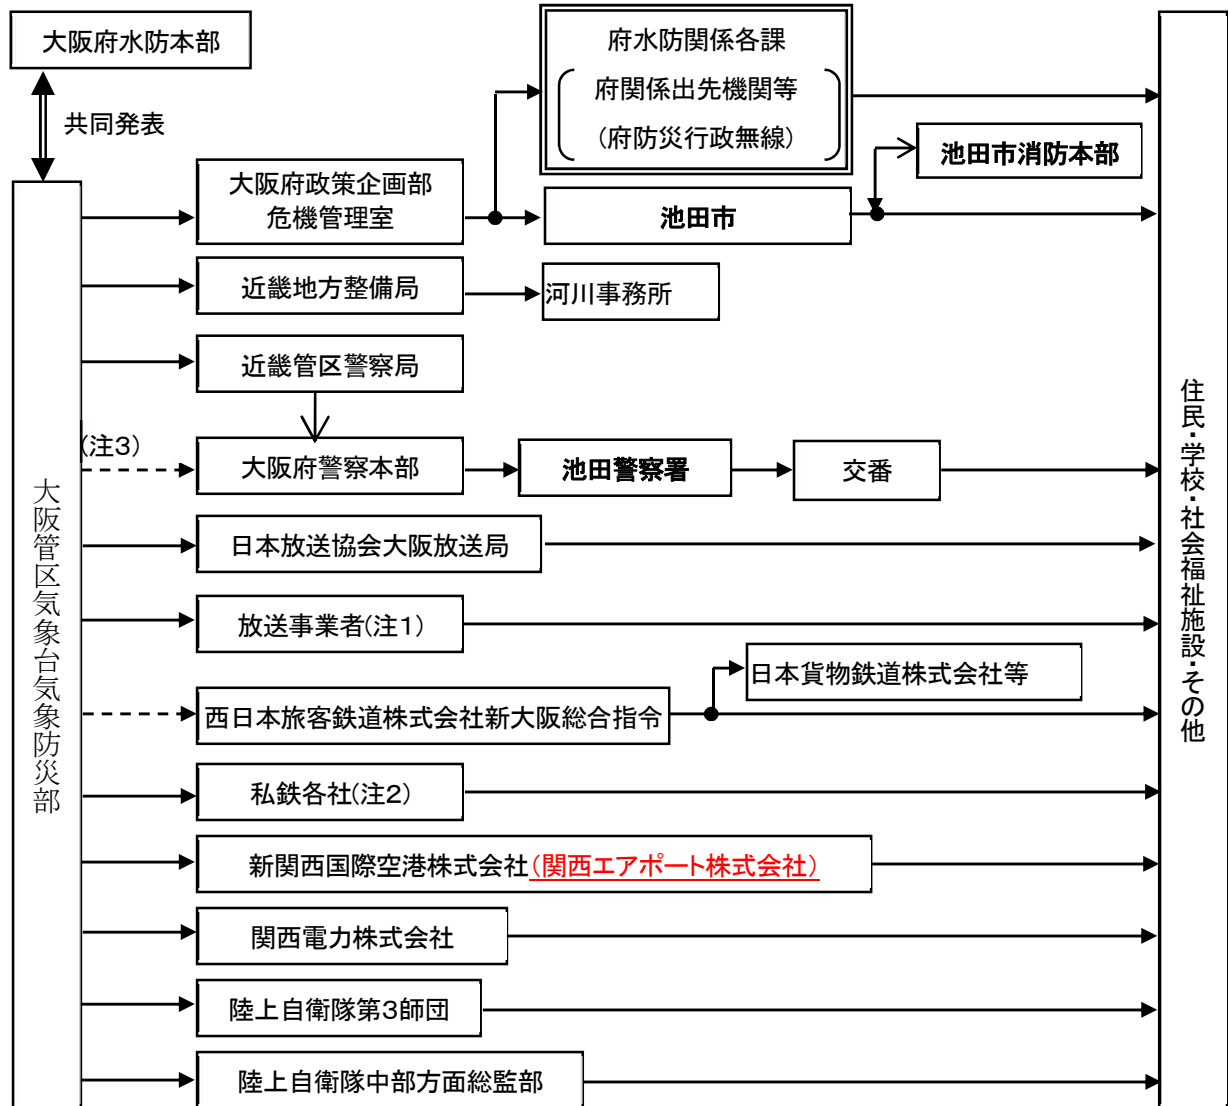 大阪府水防本部
共同発表
府水防関係各課
府関係出先機関等
(府防災行政無線)
池田市消防本部
大阪府政策企画部
危機管理室
池田市
近畿地方整備局
河川事務所
近畿管区警察局
(注3)
大阪府警察本部
池田警察署
交番
日本放送協会大阪放送局
放送事業者(注1)
日本貨物鉄道株式会社等
西日本旅客鉄道株式会社新大阪総合指令
私鉄各社(注2)
新関西国際空港株式会社(関西エアポート株式会社)
関西電力株式会社
陸上自衛隊第3師団
陸上自衛隊中部方面総監部
大阪管区気象台気象防災部
住民・学校・社会福祉施設・その他